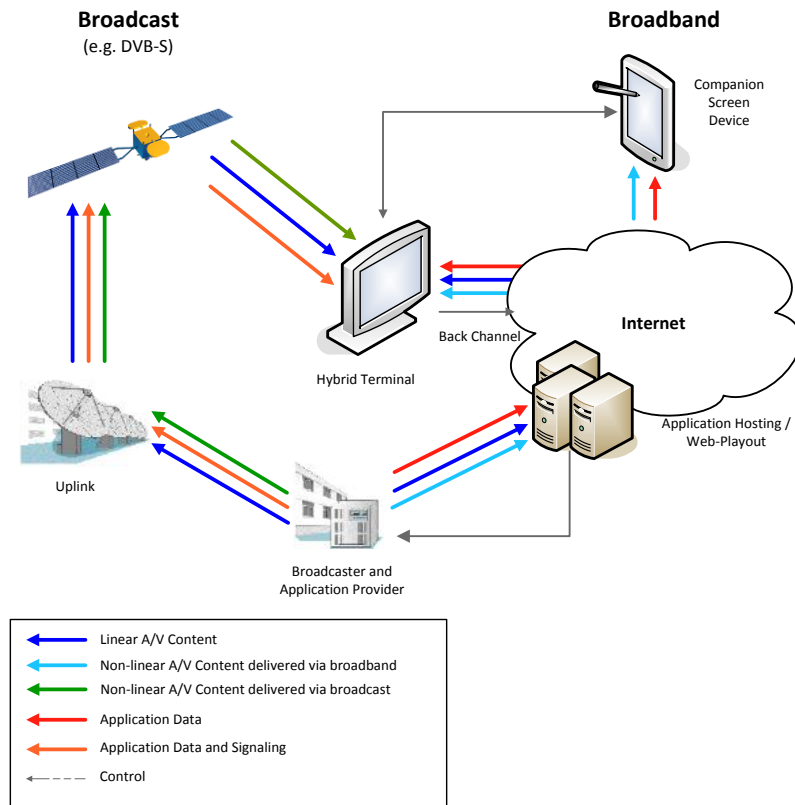 Broadcast
(e.g. DVB-S)
Broadband
Companion
Screen
Device
Internet
Back Channel
Hybrid Terminal
Application Hosting /
Web-Playout
Uplink
Broadcaster and
Application Provider
Linear A/V Content
Non-linear A/V Content delivered via broadband
Non-linear A/V Content delivered via broadcast
Application Data
Application Data and Signaling
Control